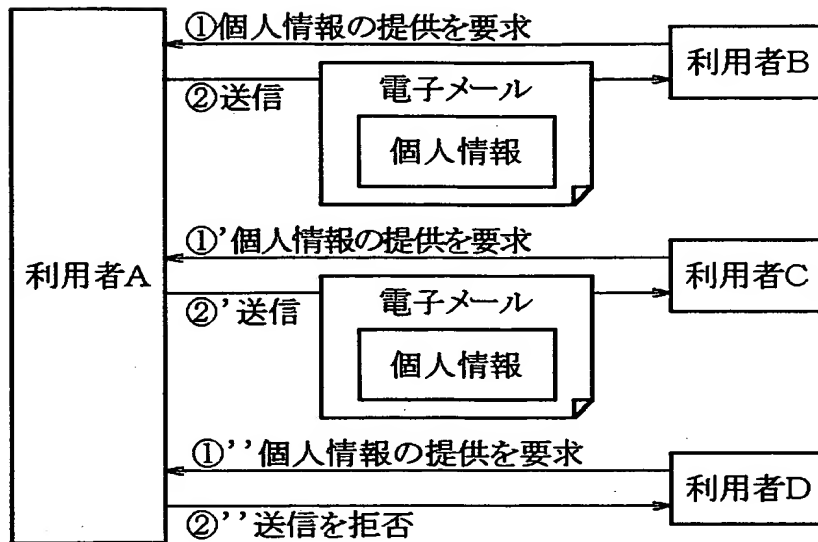 ①個人情報の提供を要求
利用者B
②送信
電子メール
個人情報
利用者A
①'個人情報の提供を要求
利用者C
②'送信
電子メール
個人情報
①''個人情報の提供を要求
利用者D
②''送信を拒否